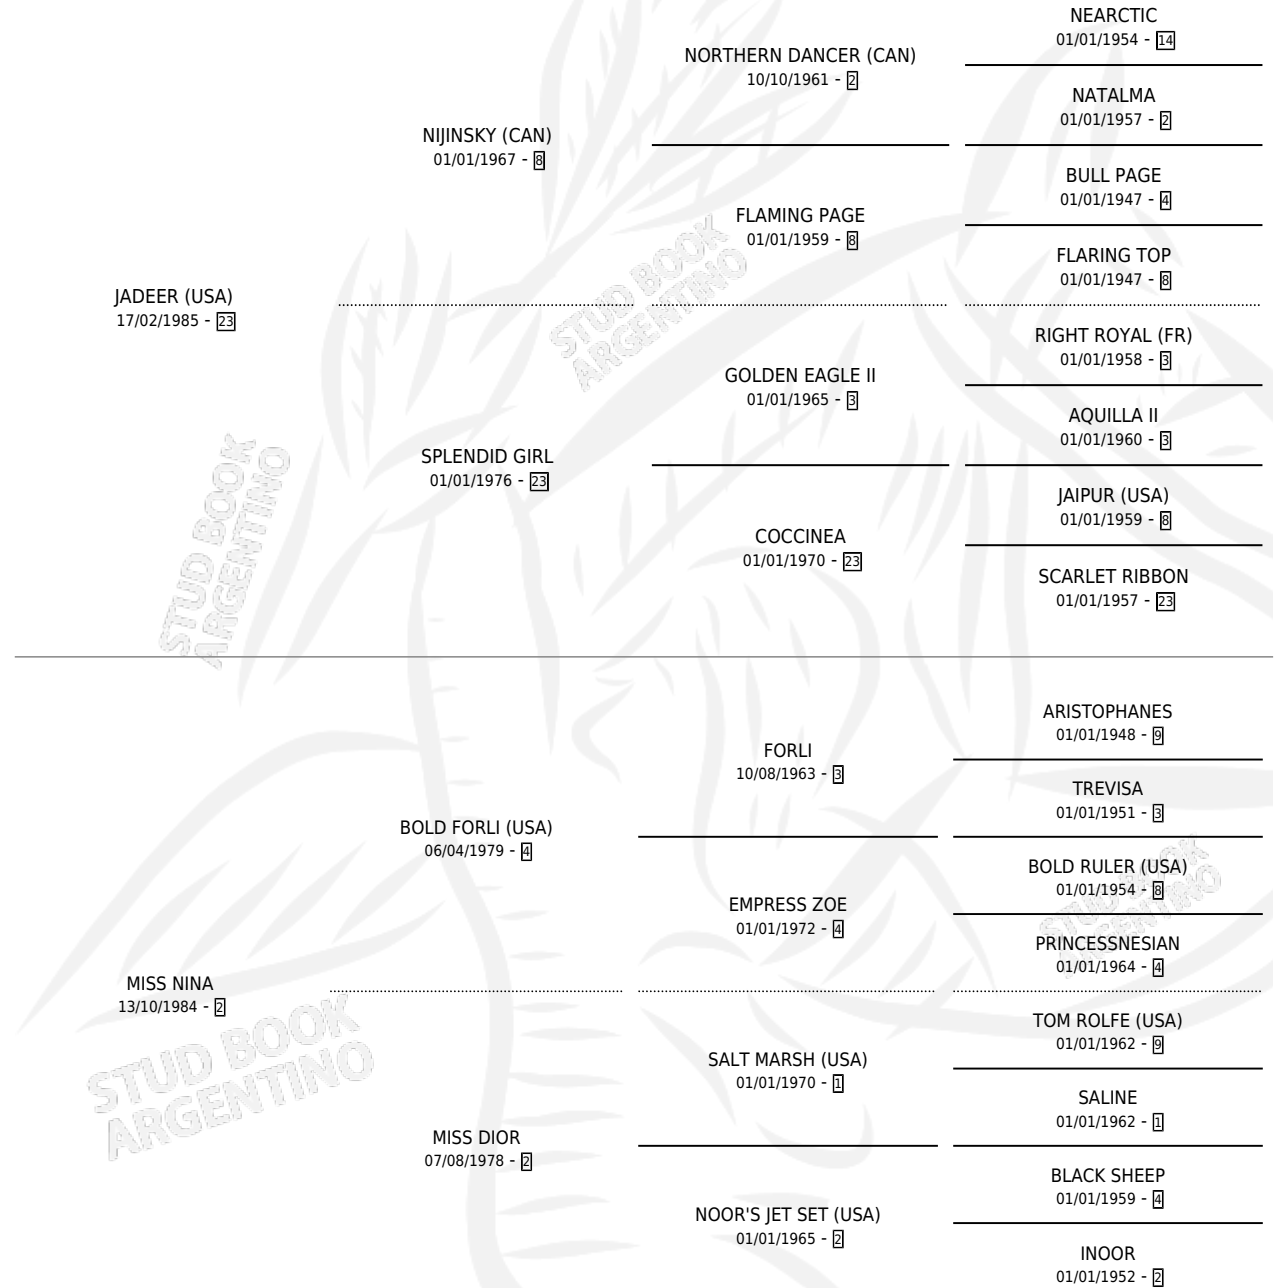 NEARCTIC
01/01/1954 - 14
NORTHERN DANCER (CAN)
10/10/1961 - 2
NATALMA
01/01/1957 - 2
NIJINSKY (CAN)
01/01/1967 - 8
BULL PAGE
01/01/1947 - 4
FLAMING PAGE
01/01/1959 - 8
FLARING TOP
01/01/1947 - 8
JADEER (USA)
17/02/1985 - 23
RIGHT ROYAL (FR)
01/01/1958 - 3
GOLDEN EAGLE II
01/01/1965 - 3
AQUILLA II
01/01/1960 - 3
SPLENDID GIRL
01/01/1976 - 23
JAIPUR (USA)
01/01/1959 - 8
COCCINEA
01/01/1970 - 23
SCARLET RIBBON
01/01/1957 - 23
STUD BOOK
ARGENTINO
STUD BOOK
ARGENTINO
ARISTOPHANES
01/01/1948 - 9
FORLI
10/08/1963 - 3
TREVISA
01/01/1951 - 3
BOLD FORLI (USA)
06/04/1979 - 4
BOLD RULER (USA)
01/01/1954 - 8
EMPRESS ZOE
01/01/1972 - 4
PRINCESSNESIAN
01/01/1964 - 4
STUD BOOK
ARGENTINO
MISS NINA
13/10/1984 - 2
TOM ROLFE (USA)
01/01/1962 - 9
SALT MARSH (USA)
01/01/1970 - 1
SALINE
01/01/1962 - 1
MISS DIOR
07/08/1978 - 2
BLACK SHEEP
01/01/1959 - 4
NOOR'S JET SET (USA)
01/01/1965 - 2
INOOR
01/01/1952 - 2
STUD BOOK
ARGENTINO